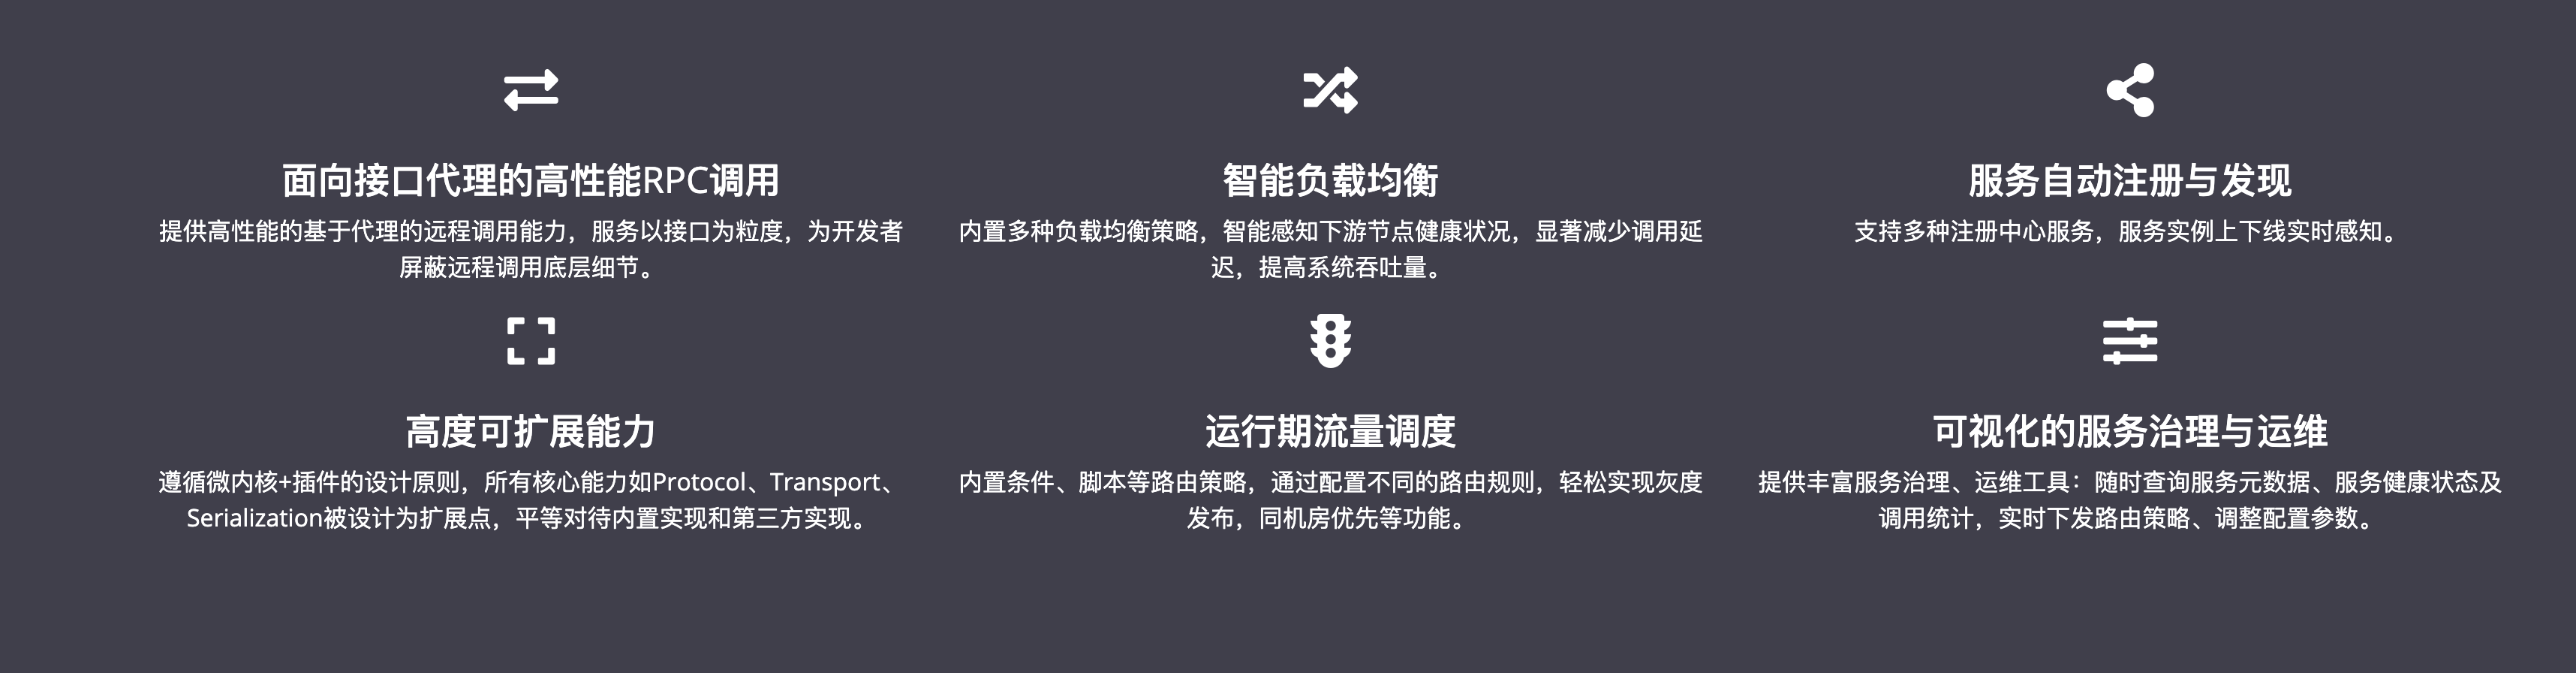 面向接口代理的高性能RPC调用
提供高性能的基于代理的远程调用能力，服务以接口为粒度，为开发者
屏蔽远程调用底层细节。
智能负载均衡
内置多种负载均衡策略，智能感知下游节点健康状况，显著减少调用延
迟，提高系统吞吐量。
服务自动注册与发现
支持多种注册中心服务，服务实例上下线实时感知。
高度可扩展能力
遵循微内核+插件的设计原则，所有核心能力如Protocol、Transport、
Serialization被设计为扩展点，平等对待内置实现和第三方实现。
运行期流量调度
内置条件、脚本等路由策略，通过配置不同的路由规则，轻松实现灰度
发布，同机房优先等功能。
可视化的服务治理与运维
提供丰富服务治理、运维工具：随时查询服务元数据、服务健康状态及
调用统计，实时下发路由策略、调整配置参数。